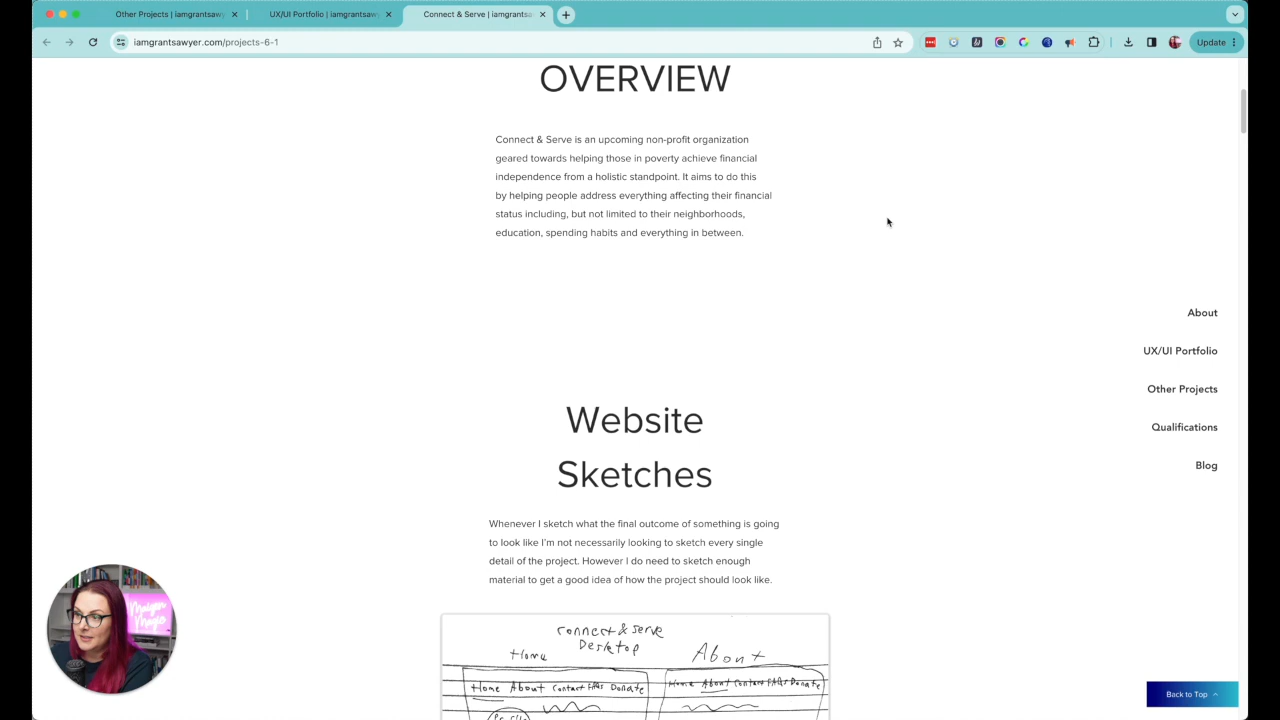 Other Projects | iamgrantsawy
UX/UI Portfolio | iamgrantsaw
Connect & Serve | iamgrantsa
iamgrantsawyer.com/projects-6-1
Update
OVERVIEW
Connect & Serve is an upcoming non-profit organization
geared towards helping those in poverty achieve financial
independence from a holistic standpoint. It aims to do this
by helping people address everything affecting their financial
status including, but not limited to their neighborhoods,
education, spending habits and everything in between.
About
UX/UI Portfolio
Other Projects
Qualifications
Blog
Website
Sketches
Whenever I sketch what the final outcome of something is going
to look like I'm not necessarily looking to sketch every single
detail of the project. However I do need to sketch enough
material to get a good idea of how the project should look like.
Connect & Serve
Desktop
Home
About
Home About Contact FAQs Donate
Home About Contact FAQs Donate
Back to Top